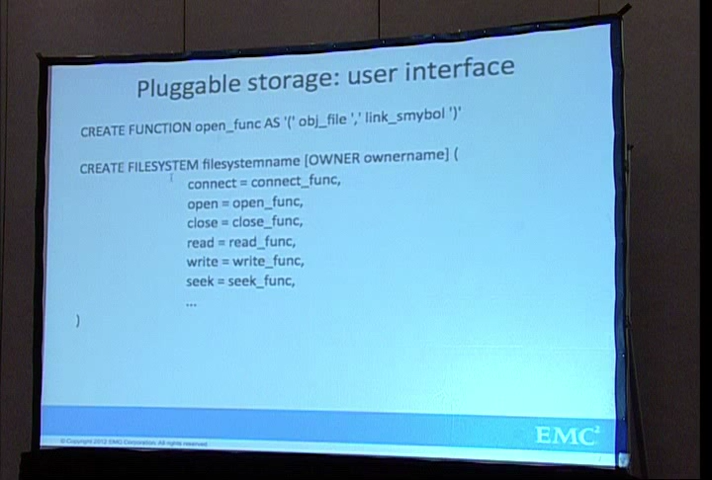 Pluggable storage: user interface
CREATE FUNCTION open_func AS '(' obj_file ',' link_smybol ')'
CREATE FILESYSTEM filesystemname [OWNER ownername] (
connect = connect_func,
open = open_func,
close = close_func,
read = read_func,
write = write_func,
seek = seek_func,
...
)
© Copyright 2012 EMC Corporation. All rights reserved.
EMC²